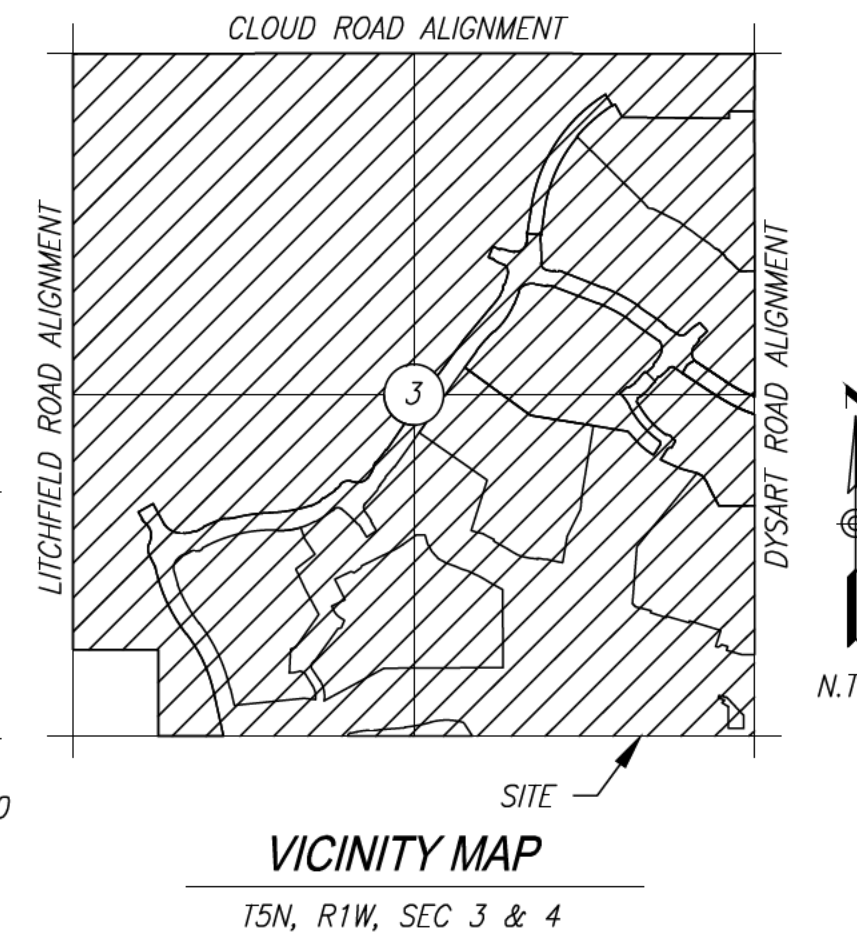 CLOUD ROAD ALIGNMENT
LITCHFIELD ROAD ALIGNMENT
DYSART ROAD ALIGNMENT
3
N.T
SITE
VICINITY MAP
T5N, R1W, SEC 3 & 4